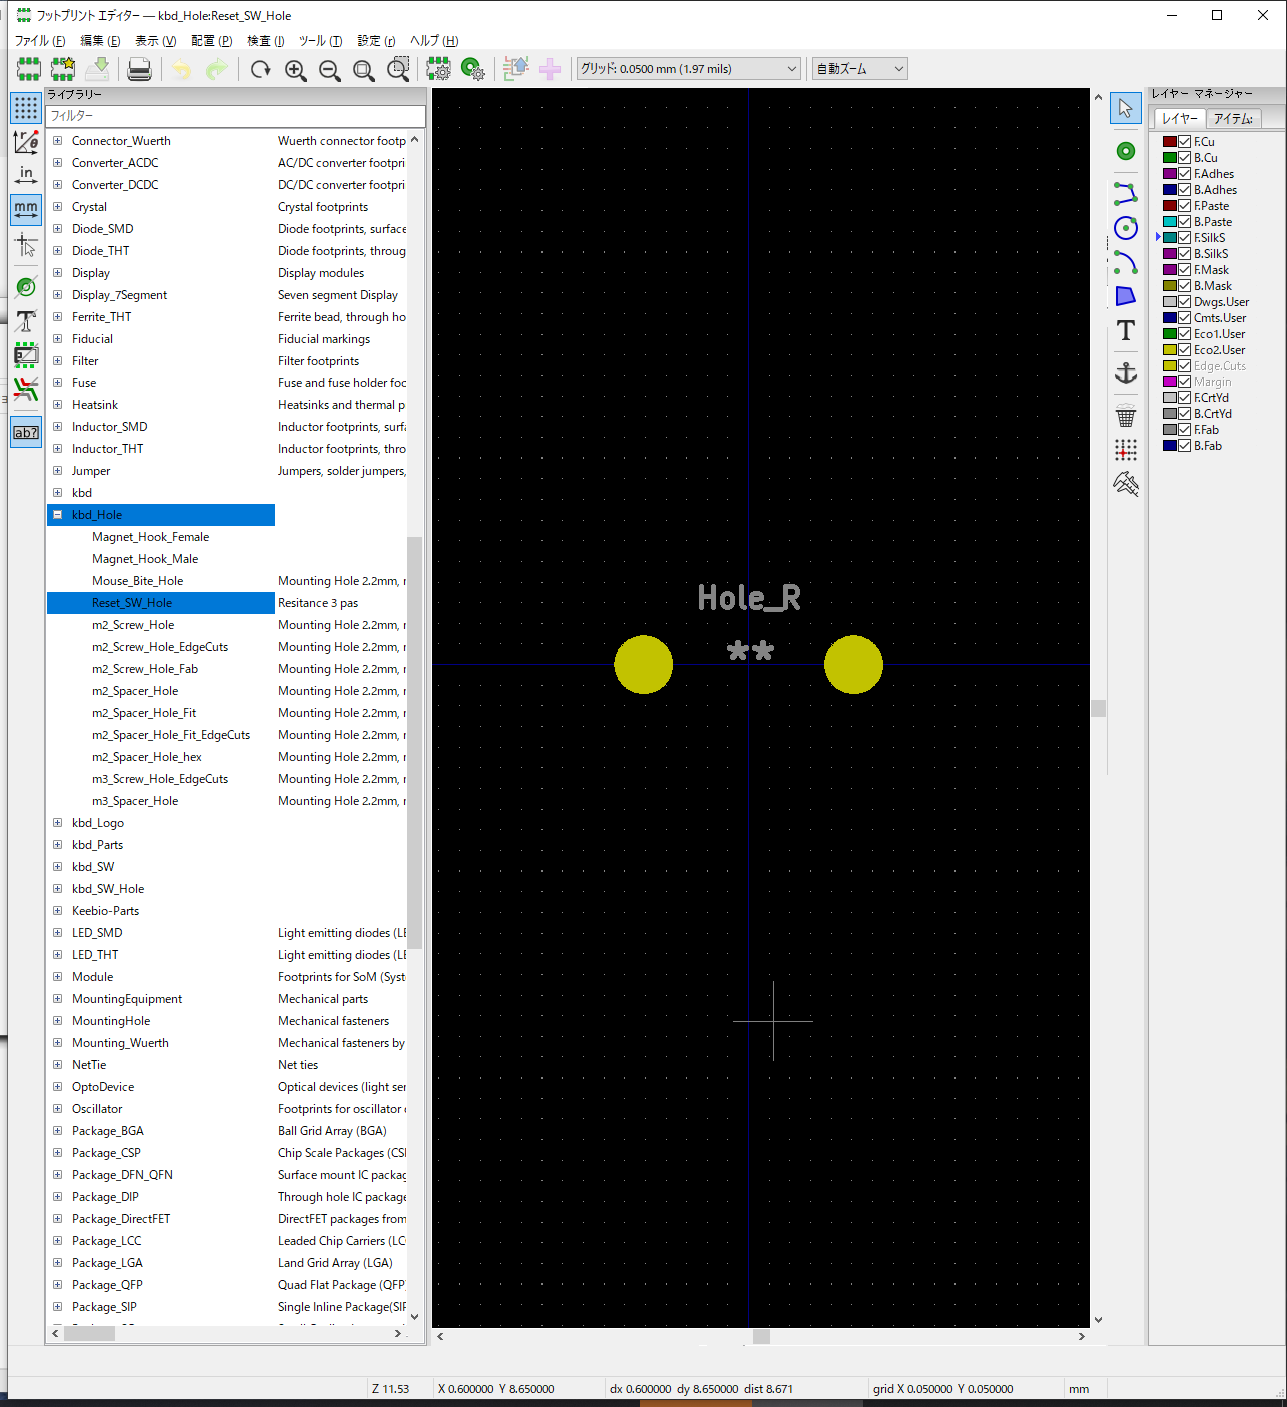 フットプリント エディター — kbd_Hole:Reset_SW_Hole
ファイル (F) 編集 (E) 表示 (V) 配置 (P) 検査 (I) ツール (T) 設定 (r) ヘルプ (H)
グリッド: 0.0500 mm (1.97 mils) 自動ズーム
ライブラリー
フィルター
Connector_Wuerth Wuerth connector footp
Converter_ACDC AC/DC converter footpri
Converter_DCDC DC/DC converter footpri
Crystal Crystal footprints
Diode_SMD Diode footprints, surface
Diode_THT Diode footprints, throug
Display Display modules
Display_7Segment Seven segment Display
Ferrite_THT Ferrite bead, through ho
Fiducial Fiducial markings
Filter Filter footprints
Fuse Fuse and fuse holder foo
Heatsink Heatsinks and thermal p
Inductor_SMD Inductor footprints, surfa
Inductor_THT Inductor footprints, thro
Jumper Jumpers, solder jumpers,
kbd
kbd_Hole
Magnet_Hook_Female
Magnet_Hook_Male
Mouse_Bite_Hole Mounting Hole 2.2mm, r
Reset_SW_Hole Resitance 3 pas
m2_Screw_Hole Mounting Hole 2.2mm, r
m2_Screw_Hole_EdgeCuts Mounting Hole 2.2mm, r
m2_Screw_Hole_Fab Mounting Hole 2.2mm, r
m2_Spacer_Hole Mounting Hole 2.2mm, r
m2_Spacer_Hole_Fit Mounting Hole 2.2mm, r
m2_Spacer_Hole_Fit_EdgeCuts Mounting Hole 2.2mm, r
m2_Spacer_Hole_hex Mounting Hole 2.2mm, r
m3_Screw_Hole_EdgeCuts Mounting Hole 2.2mm, r
m3_Spacer_Hole Mounting Hole 2.2mm, r
kbd_Logo
kbd_Parts
kbd_SW
kbd_SW_Hole
Keebio-Parts
LED_SMD Light emitting diodes (LE
LED_THT Light emitting diodes (LE
Module Footprints for SoM (Syst
MountingEquipment Mechanical parts
MountingHole Mechanical fasteners
Mounting_Wuerth Mechanical fasteners by
NetTie Net ties
OptoDevice Optical devices (light ser
Oscillator Footprints for oscillator
Package_BGA Ball Grid Array (BGA)
Package_CSP Chip Scale Packages (CSI
Package_DFN_QFN Surface mount IC packag
Package_DIP Through hole IC package
Package_DirectFET DirectFET packages from
Package_LCC Leaded Chip Carriers (LC
Package_LGA Land Grid Array (LGA)
Package_QFP Quad Flat Package (QFP
Package_SIP Single Inline Package(SIF
in
mm
ab?
Hole_R
**
T
レイヤー マネージャー
レイヤー アイテム:
F.Cu
B.Cu
F.Adhes
B.Adhes
F.Paste
B.Paste
F.SilkS
B.SilkS
F.Mask
B.Mask
Dwgs.User
Cmts.User
Eco1.User
Eco2.User
Edge.Cuts
Margin
F.CrtYd
B.CrtYd
F.Fab
B.Fab
Z 11.53 X 0.600000 Y 8.650000 dx 0.600000 dy 8.650000 dist 8.671 grid X 0.050000 Y 0.050000 mm